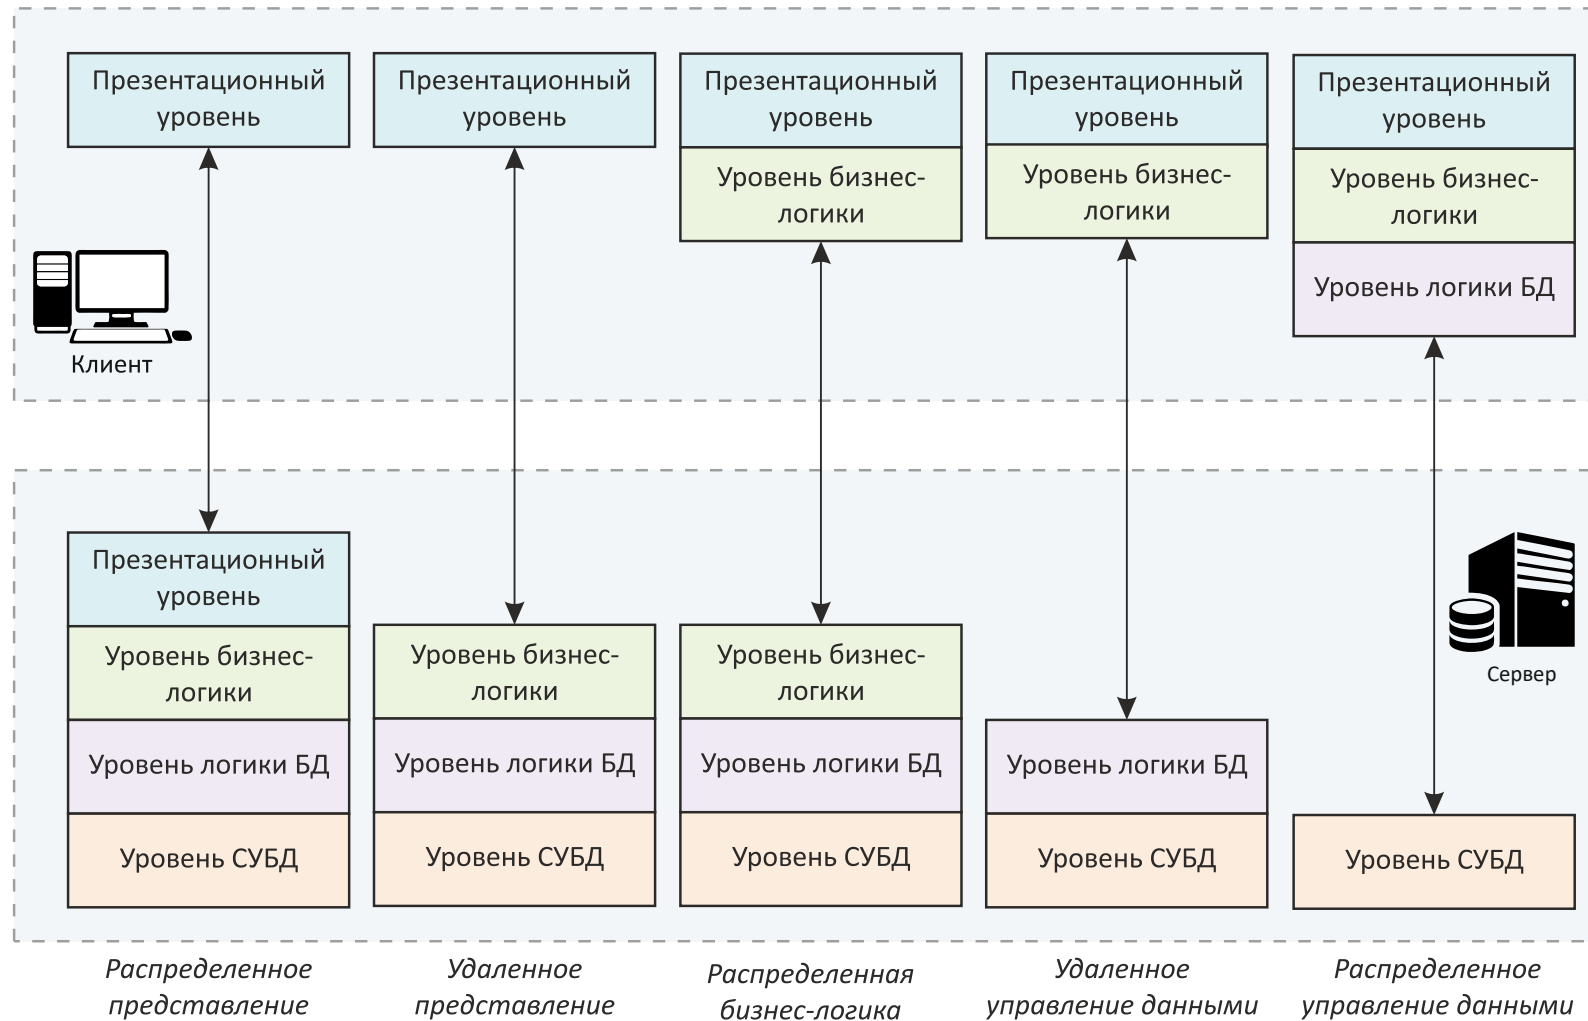 Презентационный
уровень
Презентационный
уровень
Презентационный
уровень
Уровень бизнес-
логики
Презентационный
уровень
Уровень бизнес-
логики
Презентационный
уровень
Уровень бизнес-
логики
Уровень логики БД
Клиент
Презентационный
уровень
Уровень бизнес-
логики
Уровень логики БД
Уровень СУБД
Уровень бизнес-
логики
Уровень логики БД
Уровень СУБД
Уровень бизнес-
логики
Уровень логики БД
Уровень СУБД
Уровень логики БД
Уровень СУБД
Сервер
Уровень СУБД
Распределенное
представление
Удаленное
представление
Распределенная
бизнес-логика
Удаленное
управление данными
Распределенное
управление данными